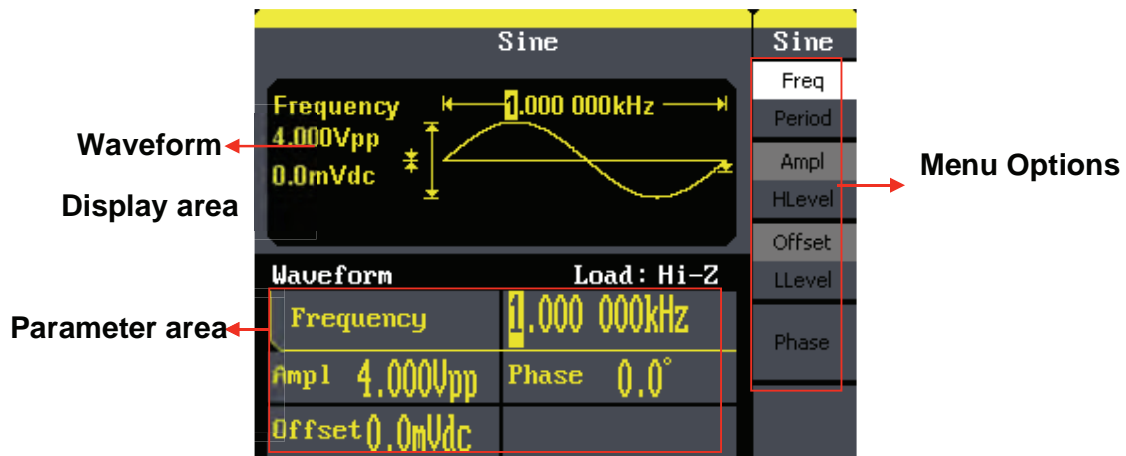 Sine
Sine
Frequency
1.000 000kHz
4.000Vpp
0.0mVdc
Waveform
Display area
Freq
Period
Ampl
HLevel
Offset
LLevel
Phase
Menu Options
Waveform Load: Hi-Z
Parameter area
Frequency 1.000 000kHz
Ampl 4.000Vpp Phase 0.0°
Offset 0.0mVdc